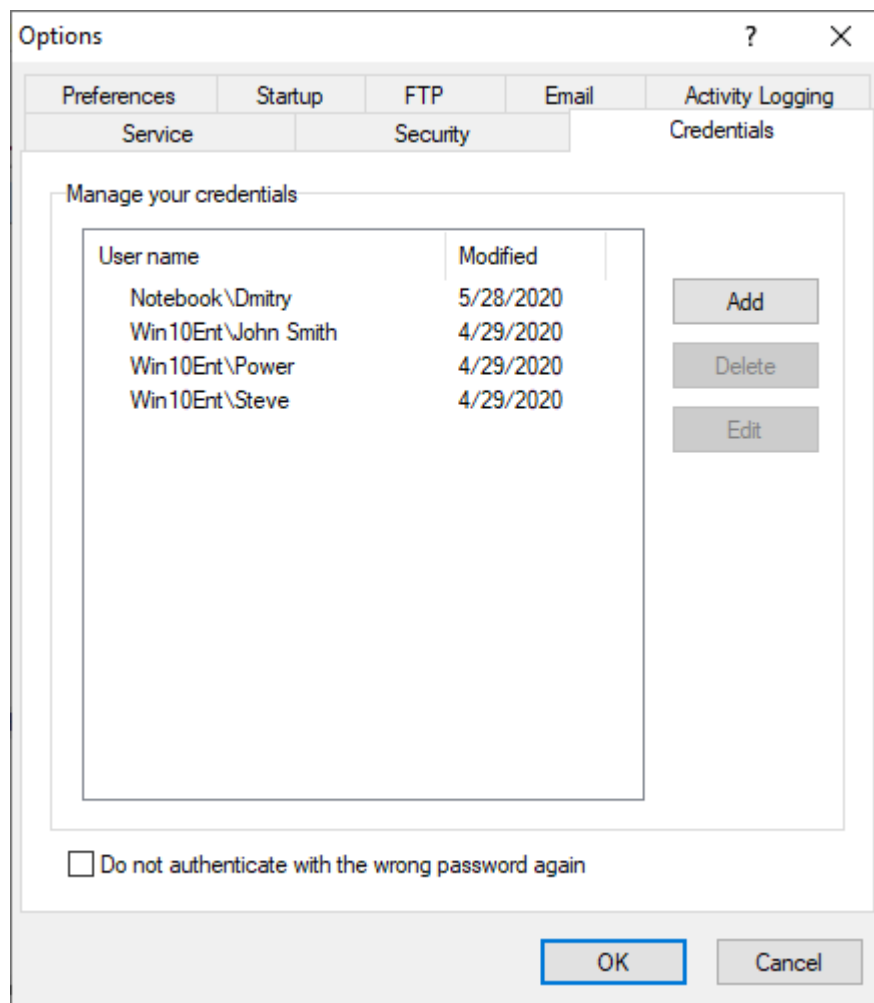 Options
Preferences Startup FTP Email Activity Logging
Service Security Credentials
Manage your credentials
User name Modified
Notebook\Dmitry 5/28/2020
Win10Ent\John Smith 4/29/2020
Win10Ent\Power 4/29/2020
Win10Ent\Steve 4/29/2020
Add
Delete
Edit
Do not authenticate with the wrong password again
OK Cancel